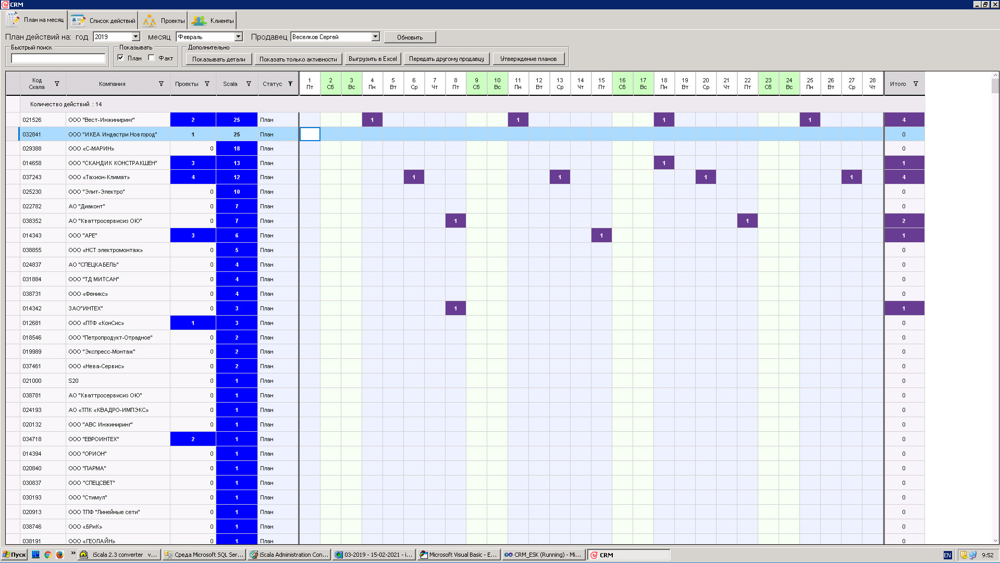 CRM
План на месяц Список действий Проекты Клиенты
План действий на: год 2019 месяц Февраль Продавец Веселков Сергей Обновить
Быстрый поиск Показывать Дополнительно
План Факт Показывать детали Показать только активности Выгрузить в Excel Передать другому продавцу Утверждение планов
Код Скала Компания Проекты Scala Статус 1 Пт 2 Сб 3 Вс 4 Пн 5 Вт 6 Ср 7 Чт 8 Пт 9 Сб 10 Вс 11 Пн 12 Вт 13 Ср 14 Чт 15 Пт 16 Сб 17 Вс 18 Пн 19 Вт 20 Ср 21 Чт 22 Пт 23 Сб 24 Вс 25 Пн 26 Вт 27 Ср 28 Чт Итого
Количество действий : 14
021526 ООО "Вест-Инжиниринг" 2 25 План 1 1 1 1 4
032841 ООО "ИКЕА Индастри Новгород" 1 25 План 0
029388 ООО «С-МАРИН» 0 18 План 0
014658 ООО "СКАНДИК КОНСТРАКШЕН" 3 13 План 1 1
037243 ООО «Тахион-Климат» 4 12 План 1 1 1 1 4
025230 ООО "Элит-Электро" 0 10 План 0
022782 АО "Диаконт" 0 7 План 0
038352 АО "Кваттросервисиз ОЮ" 0 7 План 1 1 2
014343 ООО "АРЕ" 3 6 План 1 1
038855 ООО «НСТ электромонтаж» 0 5 План 0
024837 АО "СПЕЦКАБЕЛЬ" 0 4 План 0
031884 ООО "ТД МИТСАН" 0 4 План 0
038731 ООО «Феникс» 0 4 План 0
014342 ЗАО"ИНТЕХ" 0 3 План 1 1
012681 ООО «ПТФ «КонСис» 1 3 План 0
018546 ООО "Петропродукт-Отрадное" 0 2 План 0
019989 ООО "Экспресс-Монтаж" 0 2 План 0
037461 ООО «Нева-Сервис» 0 2 План 0
021000 S20 0 1 План 0
038781 АО "Кваттросервисиз ОЮ" 0 1 План 0
024193 АО «ТПК «КВАДРО-ИМПЭКС» 0 1 План 0
020132 ООО "АВС Инжиниринг" 0 1 План 0
034718 ООО "ЕВРОИНТЕХ" 2 1 План 0
014394 ООО "ОРИОН" 0 1 План 0
020840 ООО "ПАРМА" 0 1 План 0
030837 ООО "СПЕЦСВЕТ" 0 1 План 0
030193 ООО "Стимул" 0 1 План 0
020913 ООО ТПФ "Линейные сети" 0 1 План 0
038746 ООО «БРиК» 0 1 План 0
038191 ООО «ГЕОЛАЙН» 0 1 План 0
Пуск » iScala 2.3 converter v... Среда Microsoft SQL Ser... iScala Administration Con... 03-2019 - 15-02-2021 - i... Microsoft Visual Basic - E... CRM_ESK (Running) - Mi... CRM EN 9:52